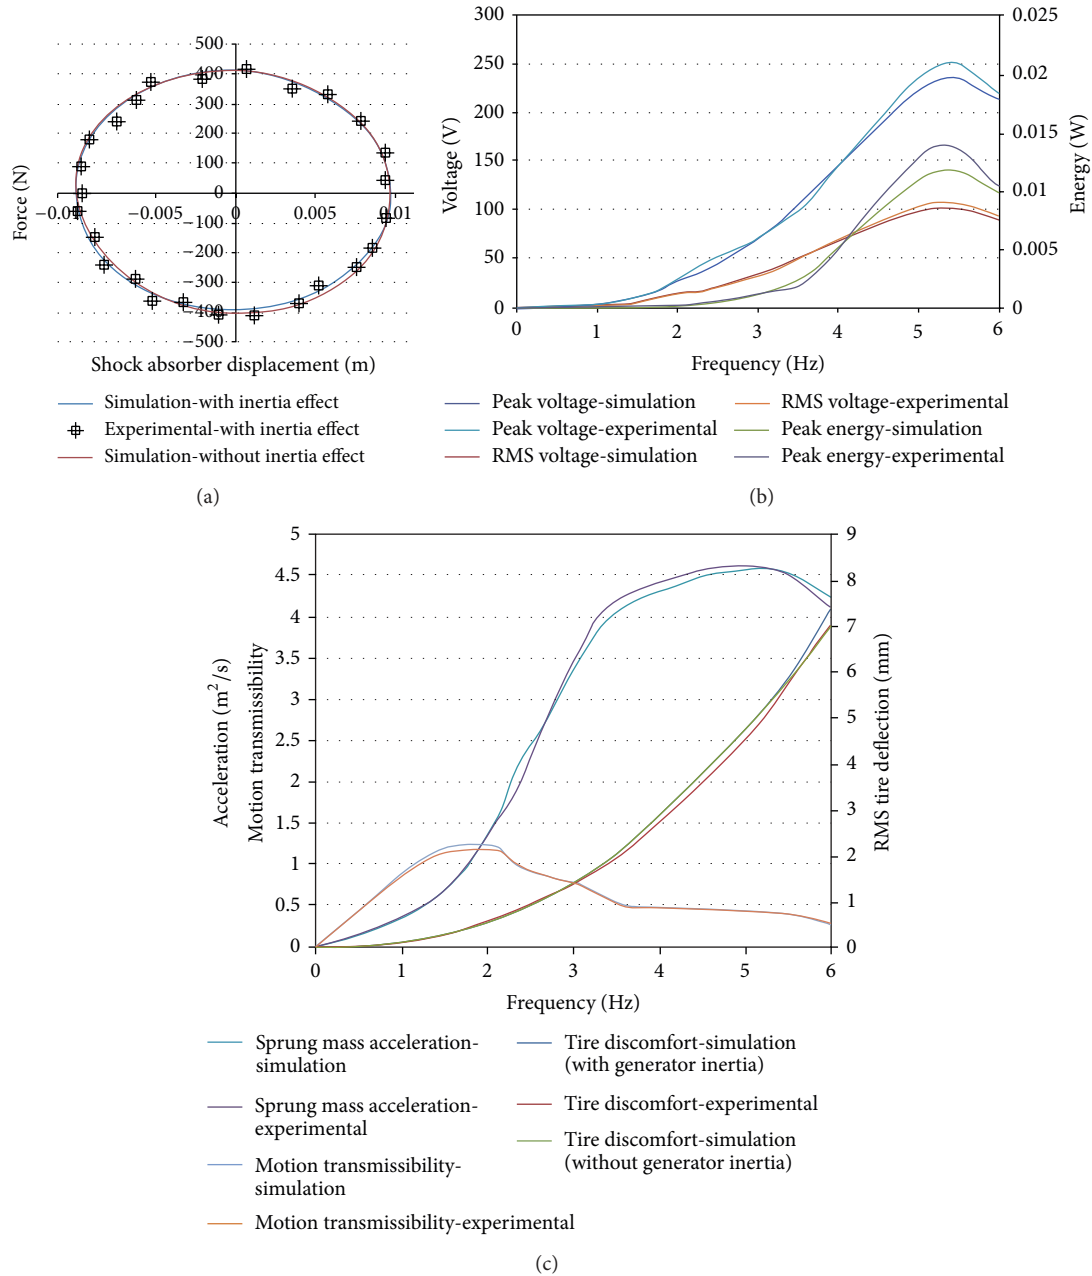 500
400
300
200
100
0
−100
−200
−300
−400
−500
−0.01
−0.005
0
0.005
0.01
Force (N)
Shock absorber displacement (m)
Simulation-with inertia effect
Experimental-with inertia effect
Simulation-without inertia effect
(a)
300
250
200
150
100
50
0
Voltage (V)
0.025
0.02
0.015
0.01
0.005
0
Energy (W)
0 1 2 3 4 5 6
Frequency (Hz)
Peak voltage-simulation
Peak voltage-experimental
RMS voltage-simulation
RMS voltage-experimental
Peak energy-simulation
Peak energy-experimental
(b)
5
4.5
4
3.5
3
2.5
2
1.5
1
0.5
0
Acceleration (m²/s)
Motion transmissibility
9
8
7
6
5
4
3
2
1
0
RMS tire deflection (mm)
0 1 2 3 4 5 6
Frequency (Hz)
Sprung mass acceleration-
simulation
Sprung mass acceleration-
experimental
Motion transmissibility-
simulation
Motion transmissibility-experimental
Tire discomfort-simulation
(with generator inertia)
Tire discomfort-experimental
Tire discomfort-simulation
(without generator inertia)
(c)